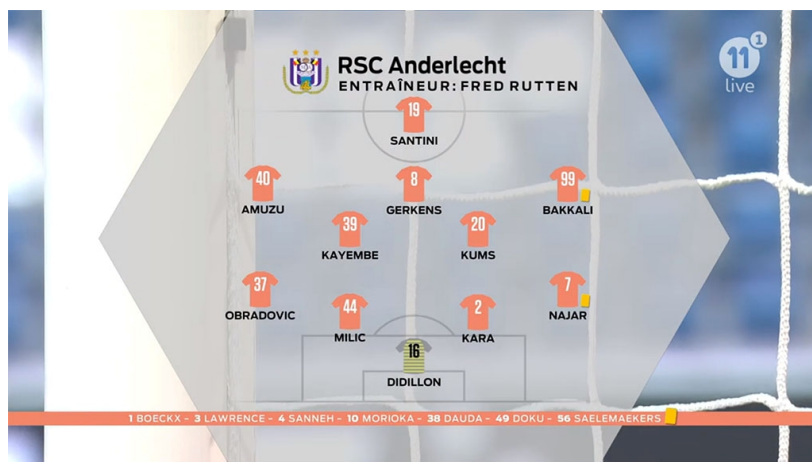 RSC Anderlecht
ENTRAÎNEUR: FRED RUTTEN
11 1
live
19
SANTINI
40
AMUZU
8
GERKENS
99
BAKKALI
39
KAYEMBE
20
KUMS
37
OBRADOVIC
44
MILIC
2
KARA
7
NAJAR
16
DIDILLON
1 BOECKX - 3 LAWRENCE - 4 SANNEH - 10 MORIOKA - 38 DAUDA - 49 DOKU - 56 SAELEMAEKERS